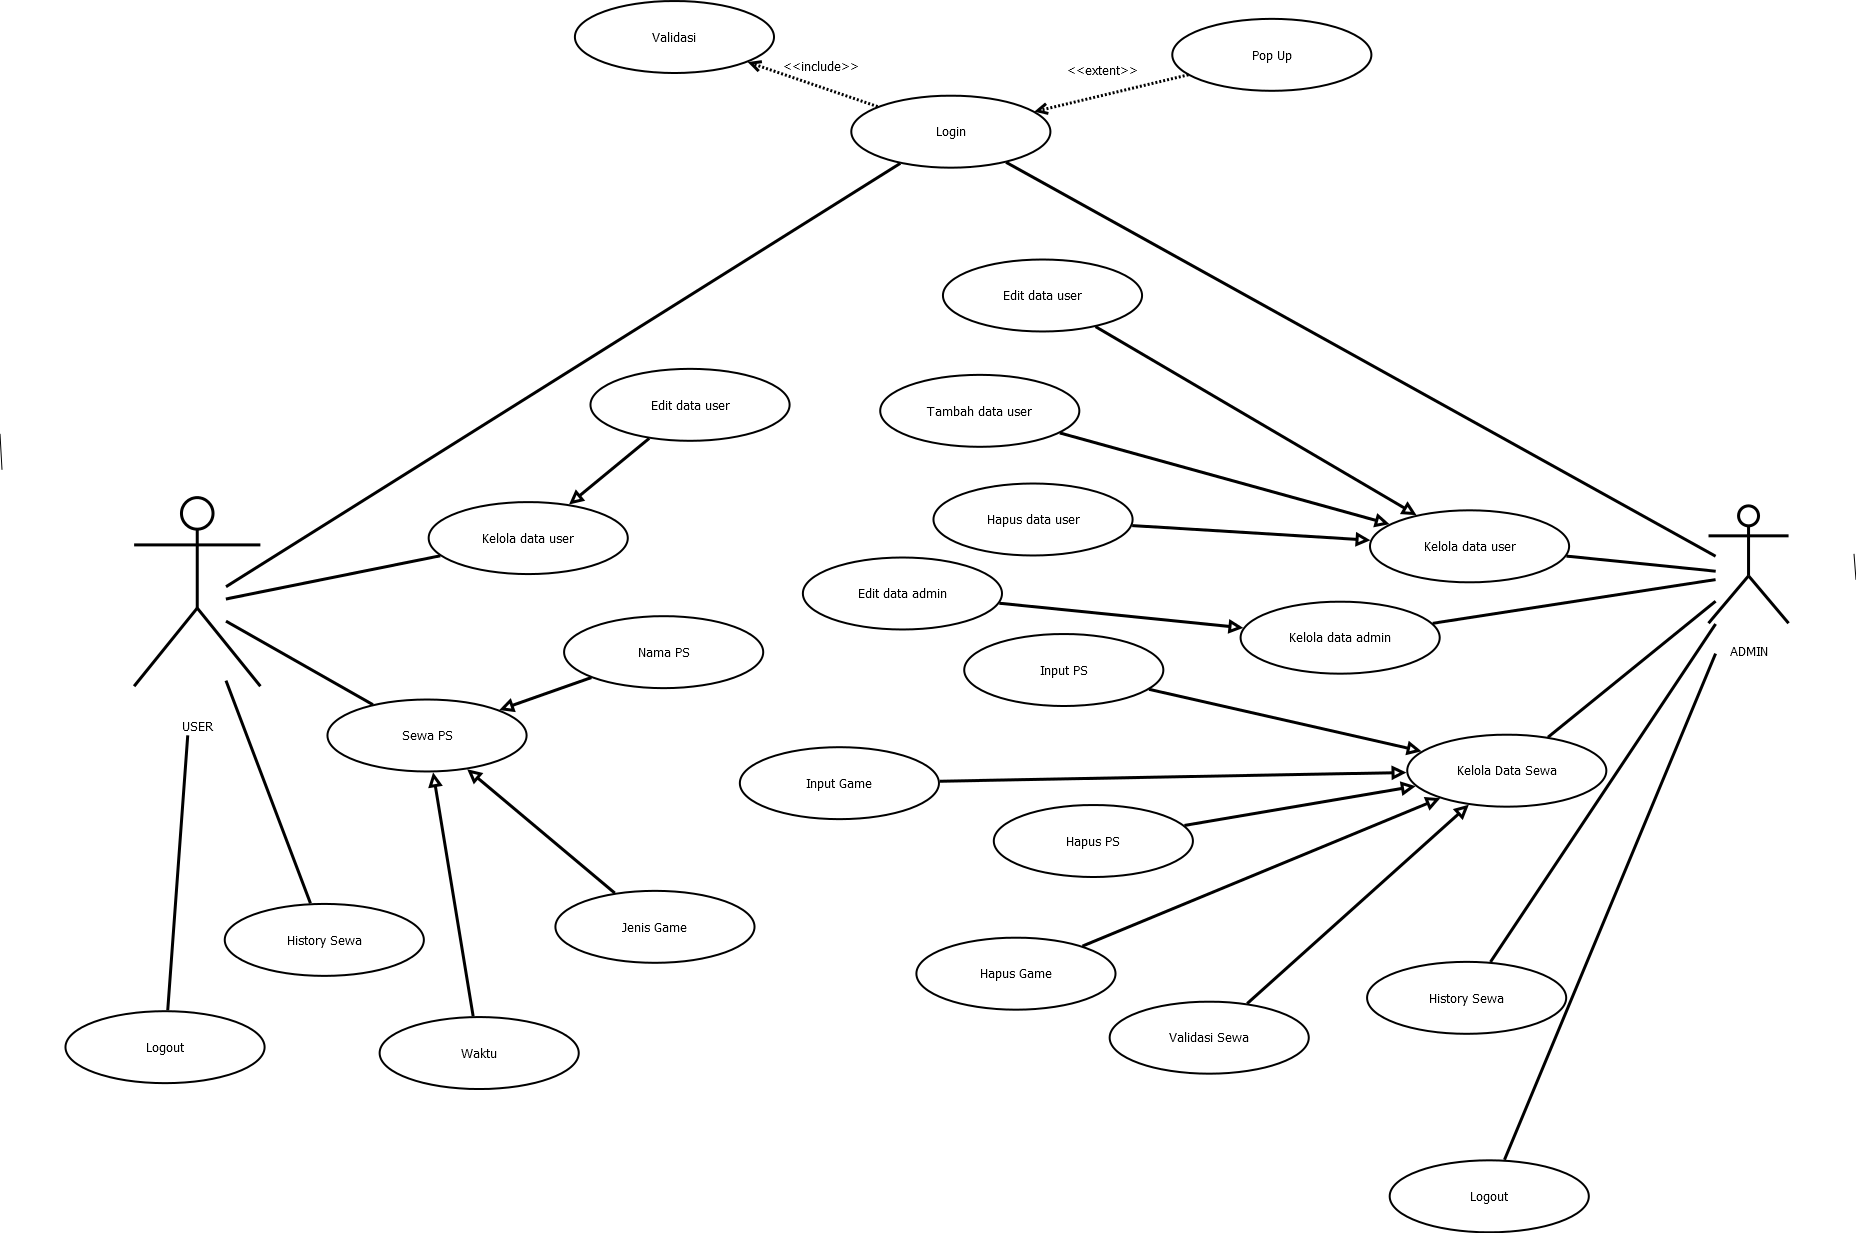 Validasi
<<include>>
Pop Up
<<extent>>
Login
Edit data user
Edit data user
Tambah data user
Hapus data user
Kelola data user
Kelola data user
Edit data admin
Kelola data admin
Nama PS
Input PS
ADMIN
USER
Sewa PS
Input Game
Kelola Data Sewa
Hapus PS
Jenis Game
History Sewa
Hapus Game
History Sewa
Logout
Waktu
Validasi Sewa
Logout